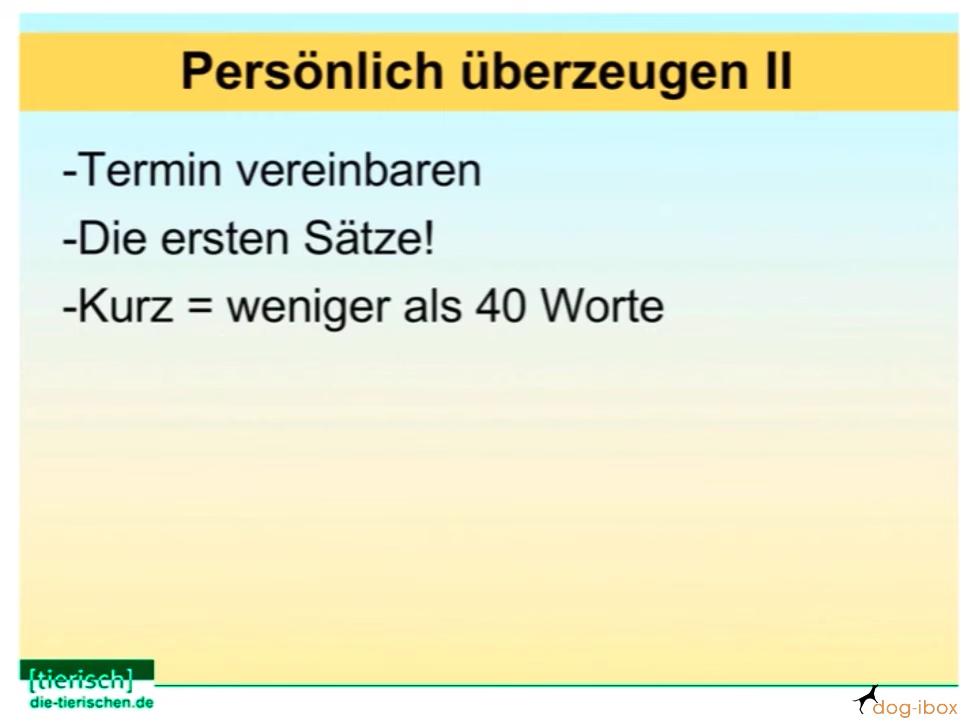 Persönlich überzeugen II
-Termin vereinbaren
-Die ersten Sätze!
-Kurz = weniger als 40 Worte
[tierisch]
die-tierischen.de
dog-ibox